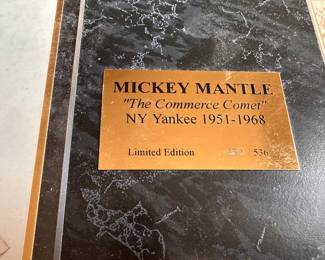 MICKEY MANTLE
"The Commerce Comet"
NY Yankee 1951-1968
Limited Edition 536